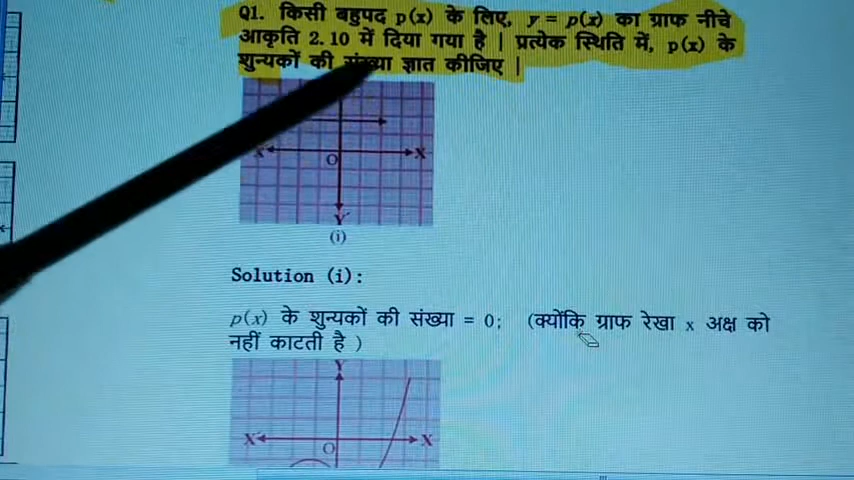 Q1. किसी बहुपद p(x) के लिए, y = p(x) का ग्राफ नीचे
आकृति 2.10 में दिया गया है | प्रत्येक स्थिति में, p(x) के
शुन्यकों की संख्या ज्ञात कीजिए |
X
O
Y'
(i)
Solution (i):
p(x) के शुन्यकों की संख्या = 0; (क्योंकि ग्राफ रेखा x अक्ष को
नहीं काटती है )
Y
X' X
O